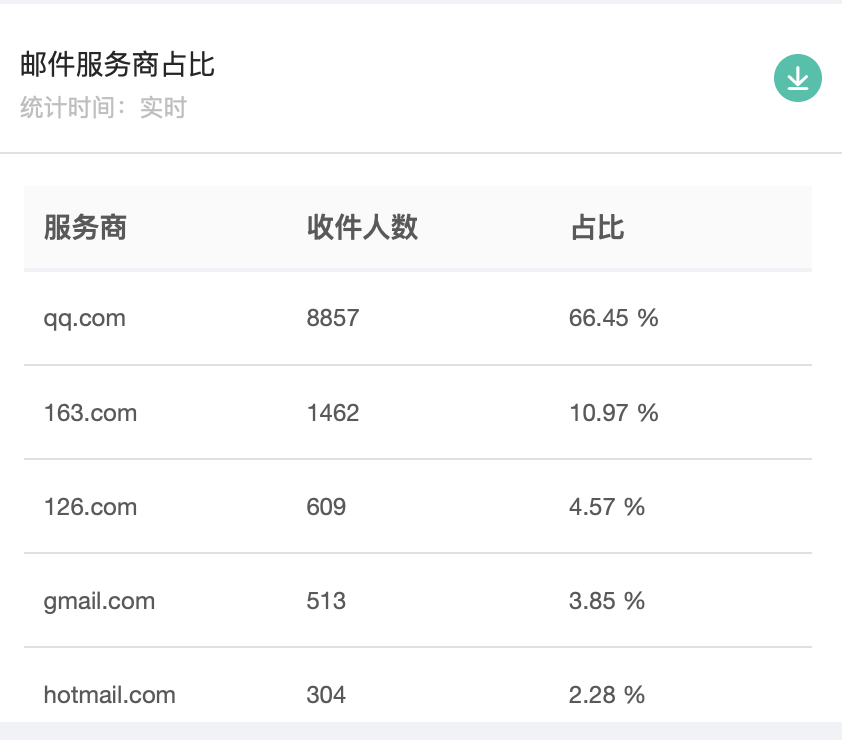 邮件服务商占比
统计时间：实时
服务商 收件人数 占比
qq.com 8857 66.45 %
163.com 1462 10.97 %
126.com 609 4.57 %
gmail.com 513 3.85 %
hotmail.com 304 2.28 %